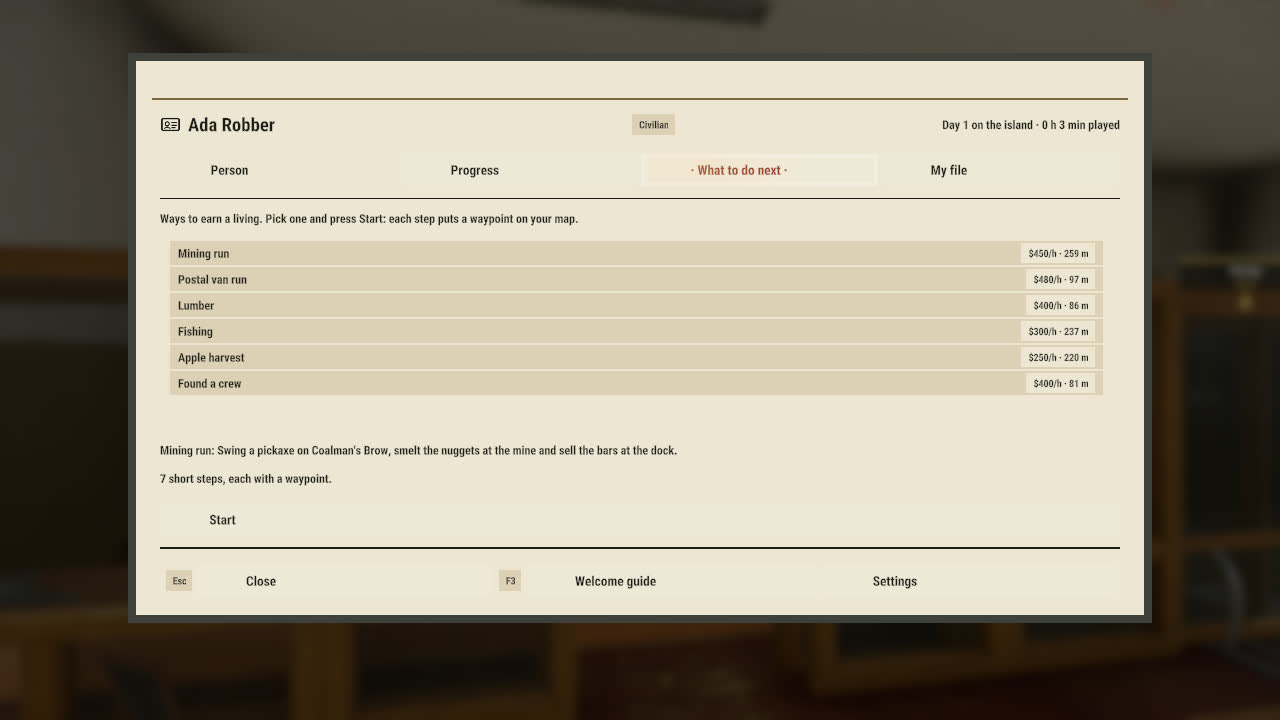 Ada Robber
Civilian
Day 1 on the island · 0 h 3 min played
Person
Progress
· What to do next ·
My file
Ways to earn a living. Pick one and press Start: each step puts a waypoint on your map.
Mining run
$450/h · 259 m
Postal van run
$480/h · 97 m
Lumber
$400/h · 86 m
Fishing
$300/h · 237 m
Apple harvest
$250/h · 220 m
Found a crew
$400/h · 81 m
Mining run: Swing a pickaxe on Coalman's Brow, smelt the nuggets at the mine and sell the bars at the dock.
7 short steps, each with a waypoint.
Start
Esc
Close
F3
Welcome guide
Settings